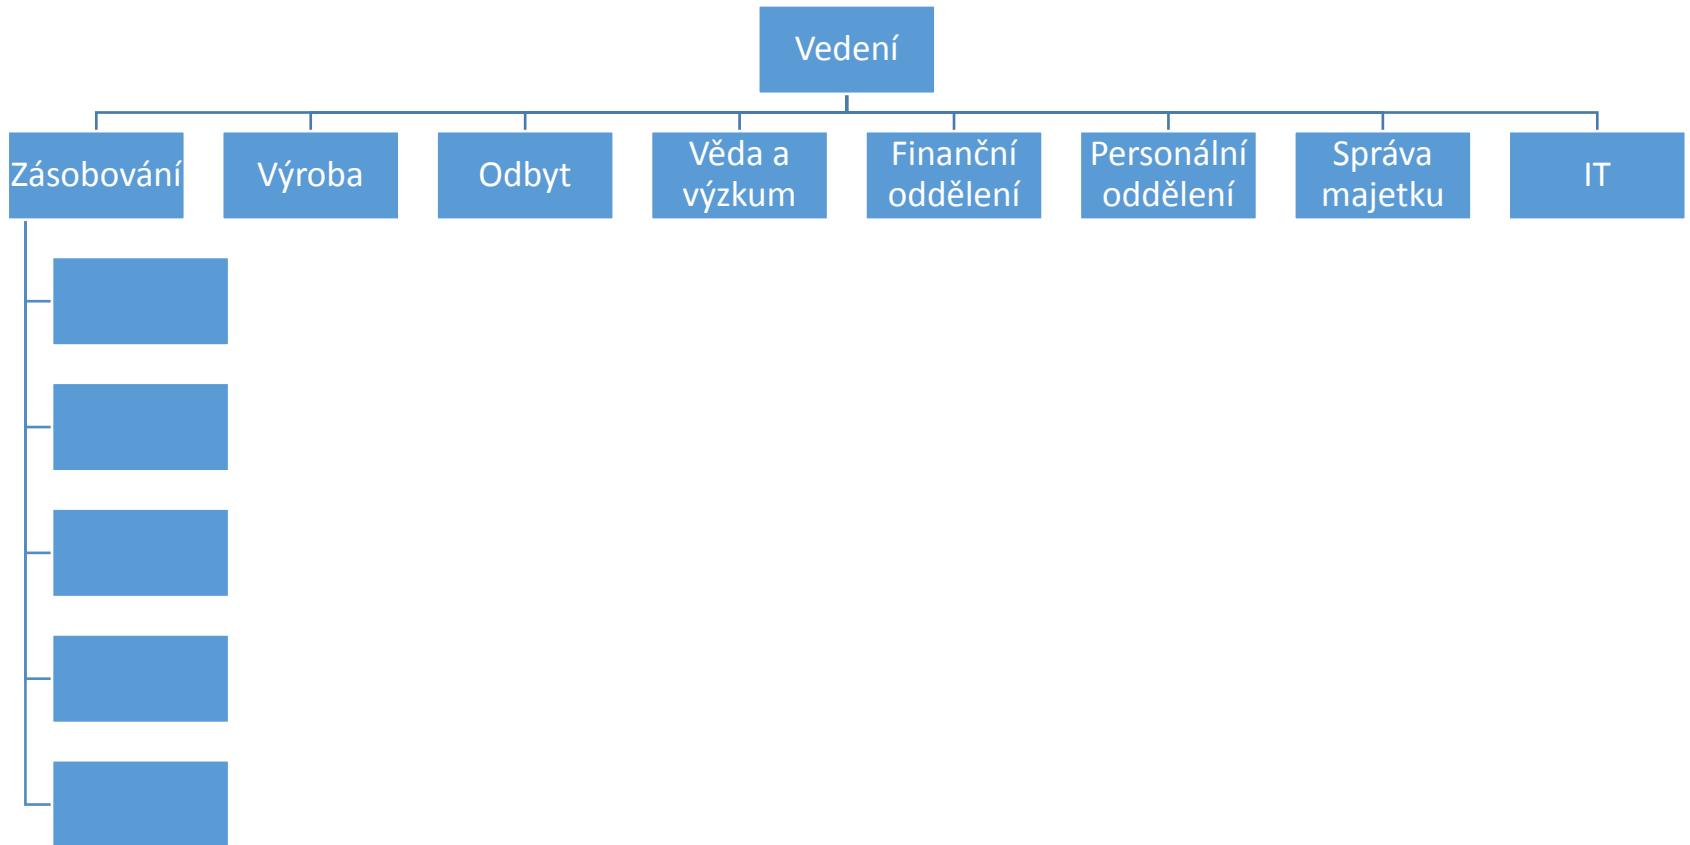 Vedení
Zásobování
Výroba
Odbyt
Věda a
výzkum
Finanční
oddělení
Personální
oddělení
Správa
majetku
IT